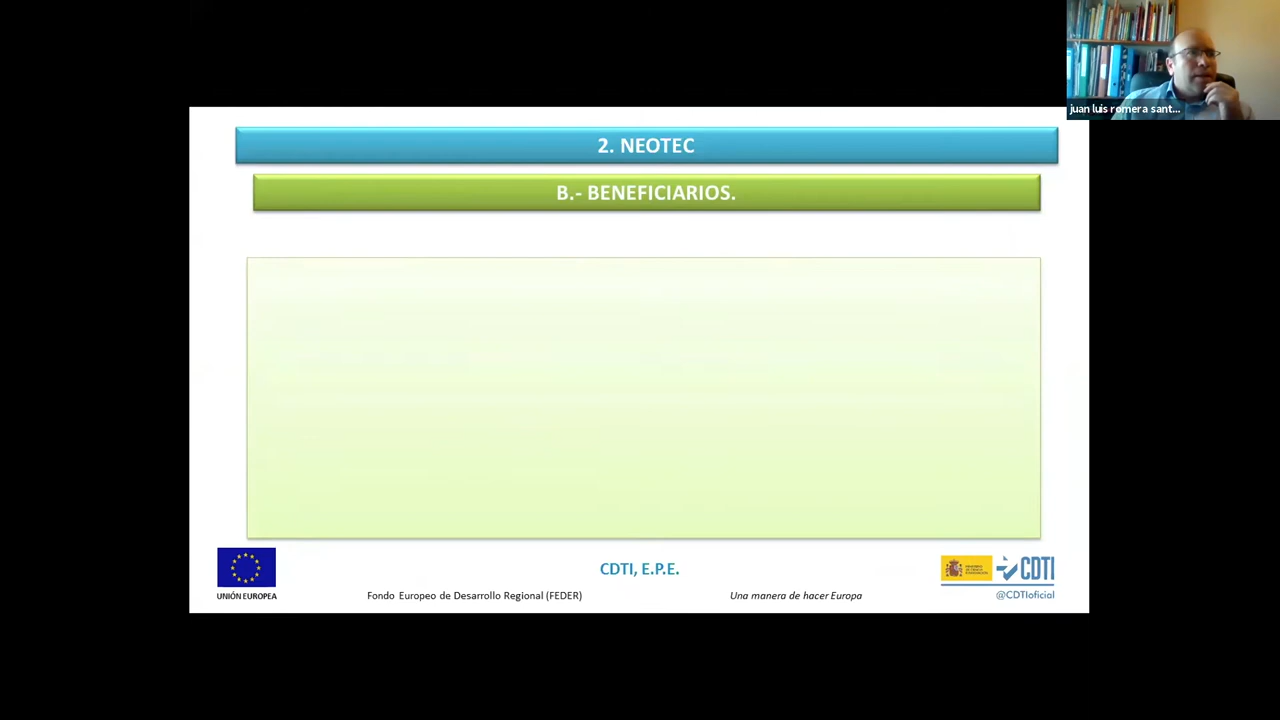 juan luis romera sant...
2. NEOTEC
B.- BENEFICIARIOS.
CDTI, E.P.E.
CDTI
UNIÓN EUROPEA
Fondo Europeo de Desarrollo Regional (FEDER)
Una manera de hacer Europa
@CDTIoficial